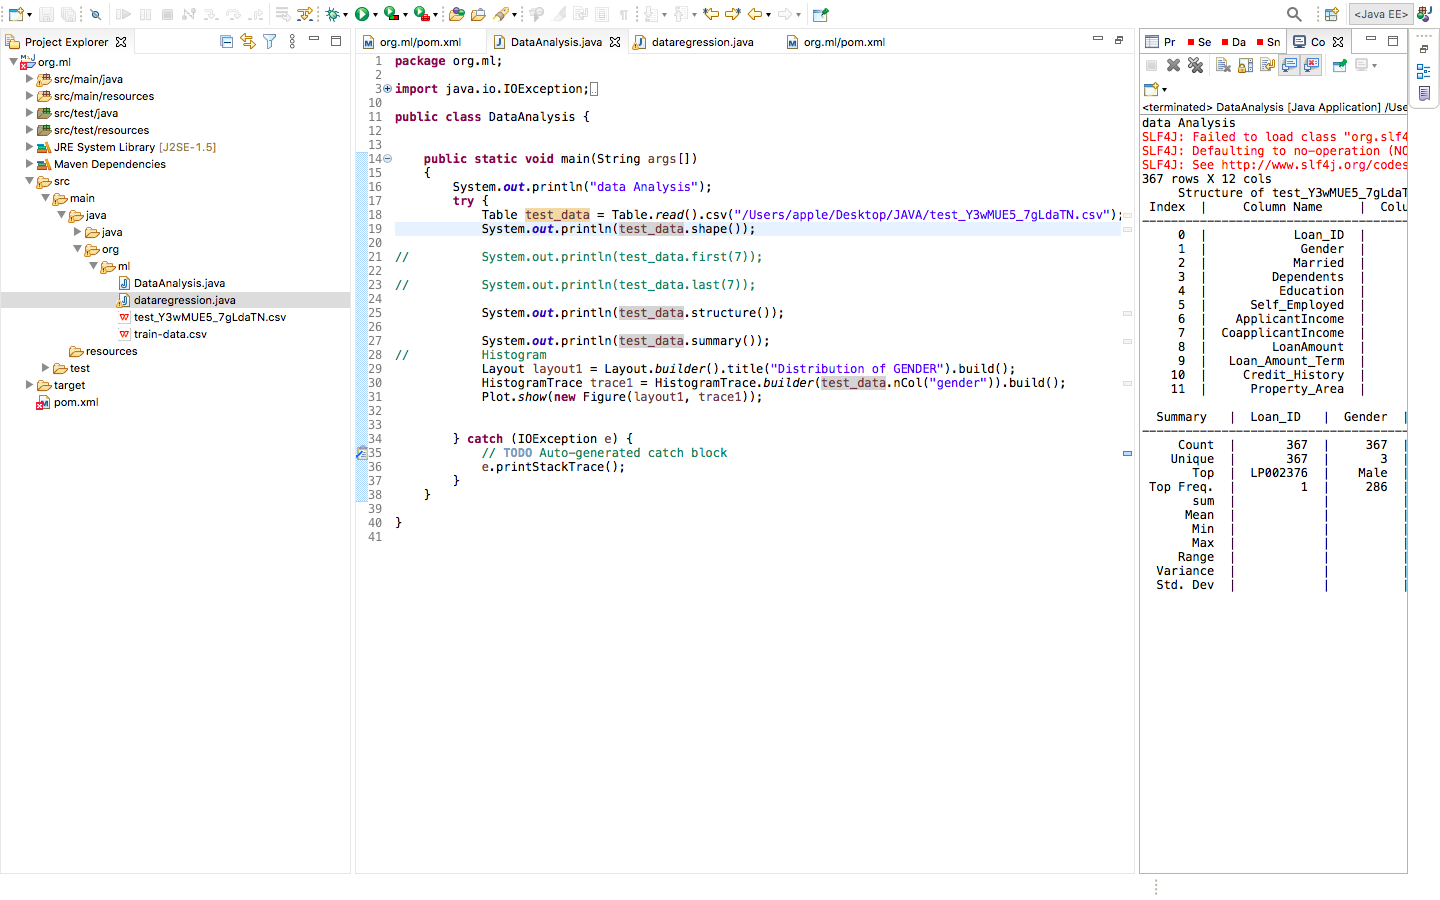 <Java EE>
Project Explorer
org.ml
src/main/java
src/main/resources
src/test/java
src/test/resources
JRE System Library [J2SE-1.5]
Maven Dependencies
src
main
java
java
org
ml
DataAnalysis.java
dataregression.java
test_Y3wMUE5_7gLdaTN.csv
train-data.csv
resources
test
target
pom.xml
org.ml/pom.xml
DataAnalysis.java
dataregression.java
org.ml/pom.xml
1 package org.ml;
2
3 import java.io.IOException;
10
11 public class DataAnalysis {
12
13
14 public static void main(String args[])
15 {
16 System.out.println("data Analysis");
17 try {
18 Table test_data = Table.read().csv("/Users/apple/Desktop/JAVA/test_Y3wMUE5_7gLdaTN.csv");
19 System.out.println(test_data.shape());
20
21 // System.out.println(test_data.first(7));
22
23 // System.out.println(test_data.last(7));
24
25 System.out.println(test_data.structure());
26
27 System.out.println(test_data.summary());
28 // Histogram
29 Layout layout1 = Layout.builder().title("Distribution of GENDER").build();
30 HistogramTrace trace1 = HistogramTrace.builder(test_data.nCol("gender")).build();
31 Plot.show(new Figure(layout1, trace1));
32
33
34 } catch (IOException e) {
35 // TODO Auto-generated catch block
36 e.printStackTrace();
37 }
38 }
39
40 }
41
Pr Se Da Sn Co
<terminated> DataAnalysis [Java Application] /Use
data Analysis
SLF4J: Failed to load class "org.slf4
SLF4J: Defaulting to no-operation (NO
SLF4J: See http://www.slf4j.org/codes
367 rows X 12 cols
Structure of test_Y3wMUE5_7gLdaT
Index | Column Name | Colu
0 | Loan_ID |
1 | Gender |
2 | Married |
3 | Dependents |
4 | Education |
5 | Self_Employed |
6 | ApplicantIncome |
7 | CoapplicantIncome |
8 | LoanAmount |
9 | Loan_Amount_Term |
10 | Credit_History |
11 | Property_Area |
Summary | Loan_ID | Gender |
Count | 367 | 367 |
Unique | 367 | 3 |
Top | LP002376 | Male |
Top Freq. | 1 | 286 |
sum | | |
Mean | | |
Min | | |
Max | | |
Range | | |
Variance | | |
Std. Dev | | |